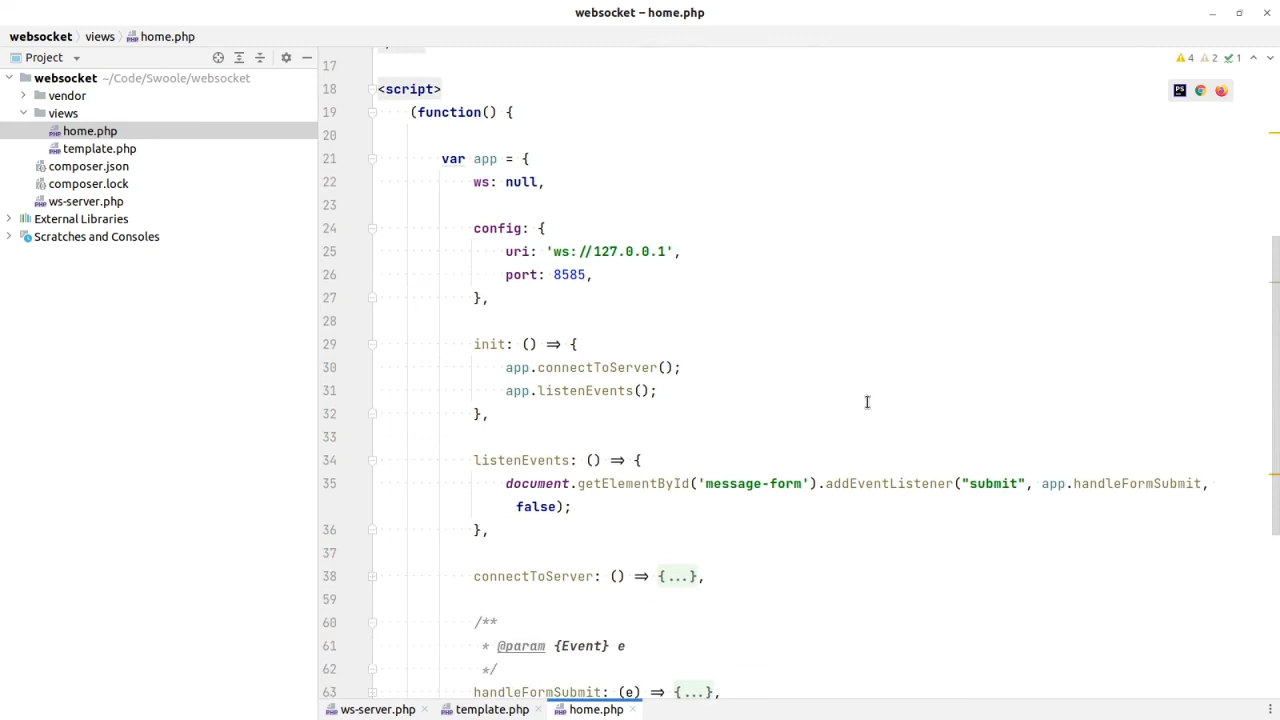 websocket – home.php
websocket 〉 views 〉 home.php
Project
websocket ~/Code/Swoole/websocket
vendor
views
home.php
template.php
composer.json
composer.lock
ws-server.php
External Libraries
Scratches and Consoles
4 2 1
17
18 <script>
19 (function() {
20
21 var app = {
22 ws: null,
23
24 config: {
25 uri: 'ws://127.0.0.1',
26 port: 8585,
27 },
28
29 init: () => {
30 app.connectToServer();
31 app.listenEvents();
32 },
33
34 listenEvents: () => {
35 document.getElementById('message-form').addEventListener("submit", app.handleFormSubmit,
false);
36 },
37
38 connectToServer: () => {...},
59
60 /**
61 * @param {Event} e
62 */
63 handleFormSubmit: (e) => {...},
ws-server.php template.php home.php